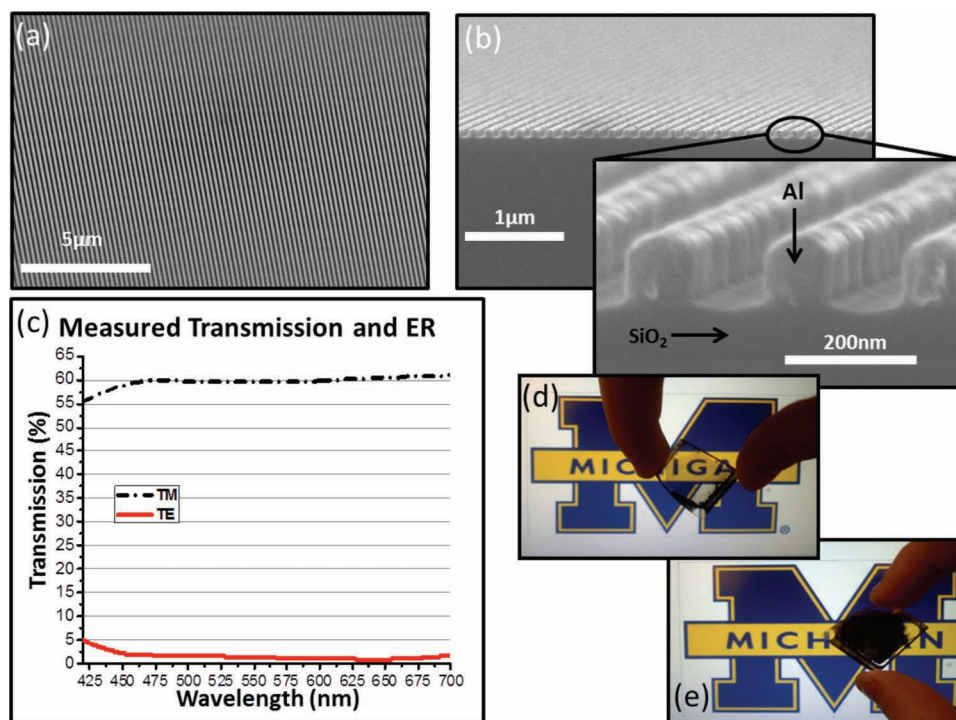 (a)
5μm
(b)
1μm
Al
SiO₂
200nm
(c) Measured Transmission and ER
Transmission (%)
65
60
55
50
45
40
35
30
25
20
15
10
5
0
TM
TE
425 450 475 500 525 550 575 600 625 650 675 700
Wavelength (nm)
(d)
MICHIGA
®
MICH AN
(e)